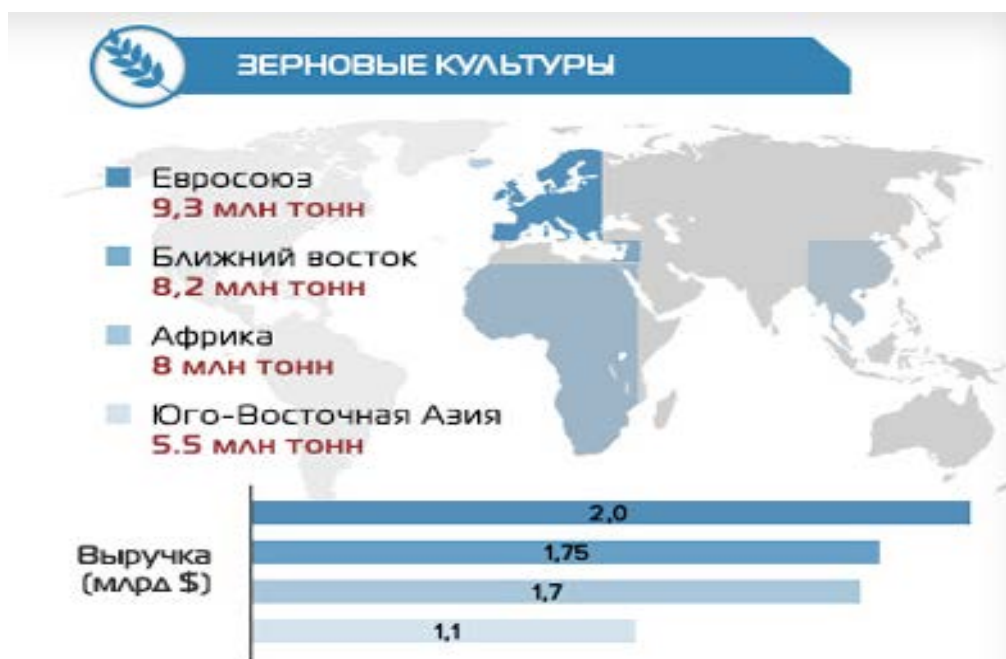 ЗЕРНОВЫЕ КУЛЬТУРЫ
Евросоюз
9,3 млн тонн
Ближний восток
8,2 млн тонн
Африка
8 млн тонн
Юго-Восточная Азия
5.5 млн тонн
Выручка
(млрд $)
2,0
1,75
1,7
1,1